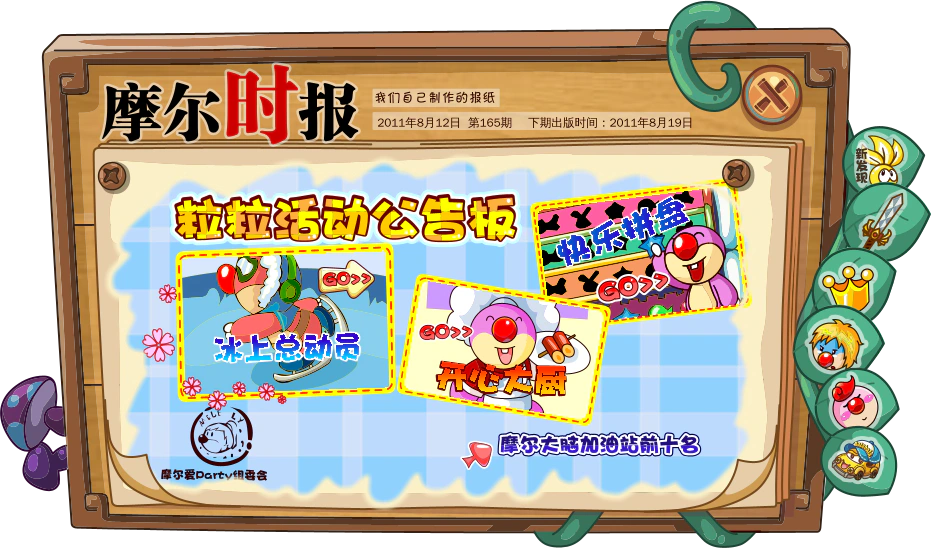 摩尔时报
我们自己制作的报纸
2011年8月12日 第165期 下期出版时间：2011年8月19日
新发现
粒粒活动公告板
快乐拼盘
GO>>
GO>>
冰上总动员
GO>>
开心大厨
摩尔大脑加油站前十名
摩尔爱Party组委会